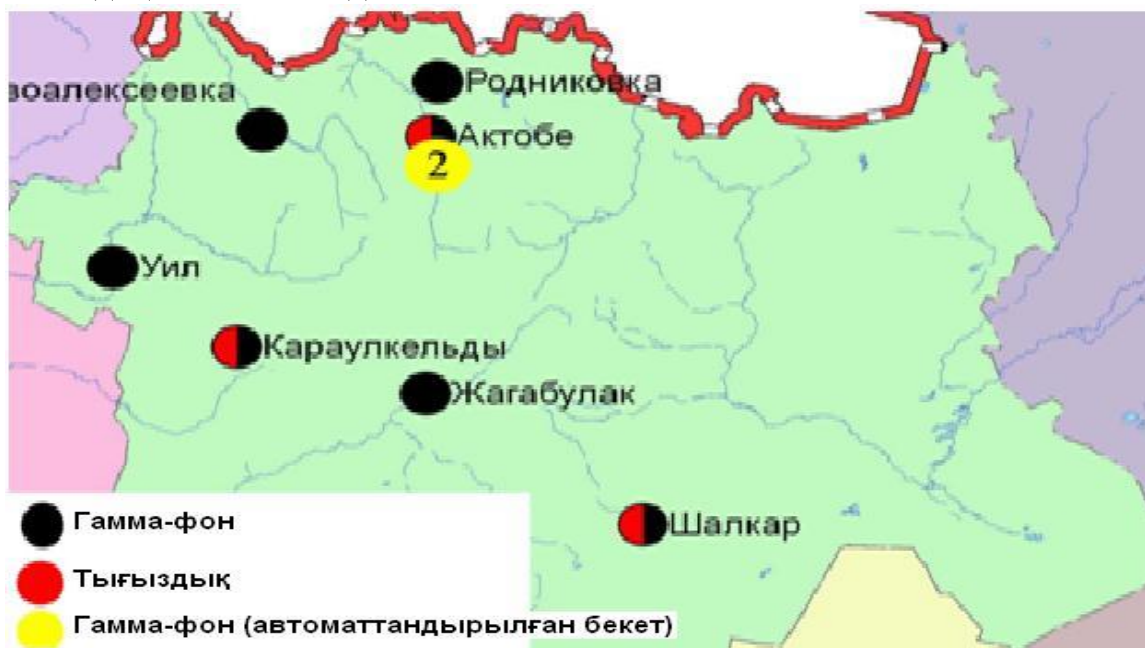 Родниковка
воалексеевка
Актобе
2
Уил
Караулкельды
Жагабулак
Шалкар
Гамма-фон
Тығыздық
Гамма-фон (автоматтандырылған бекет)